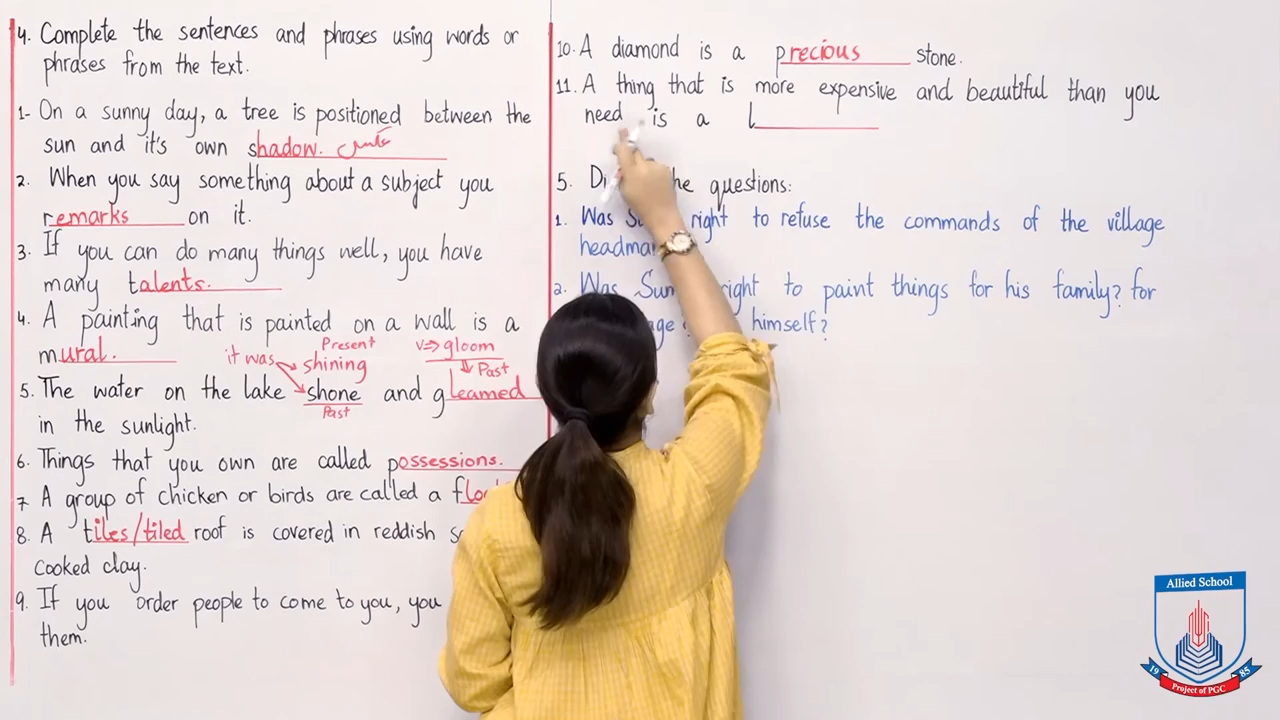 4. Complete the sentences and phrases using words or
phrases from the text.
1- On a sunny day, a tree is positioned between the
sun and it's own shadow.
2. When you say something about a subject you
remarks on it.
3. If you can do many things well, you have
many talents.
4. A painting that is painted on a wall is a
mural.
it was
Present
shining
v⇒ gloom
Past
5. The water on the lake shone and gleamed
Past
in the sunlight.
6. Things that you own are called possessions.
7 A group of chicken or birds are called a
8. A tiles/tiled roof is covered in reddish
cooked clay.
9. If you order people to come to you, you
them.
10. A diamond is a precious stone.
11. A thing that is more expensive and beautiful than you
need is a l
5. the questions:
1. Was right to refuse the commands of the village
2. Was right to paint things for his family? for
himself?
Allied School
19 85
Project of PGC